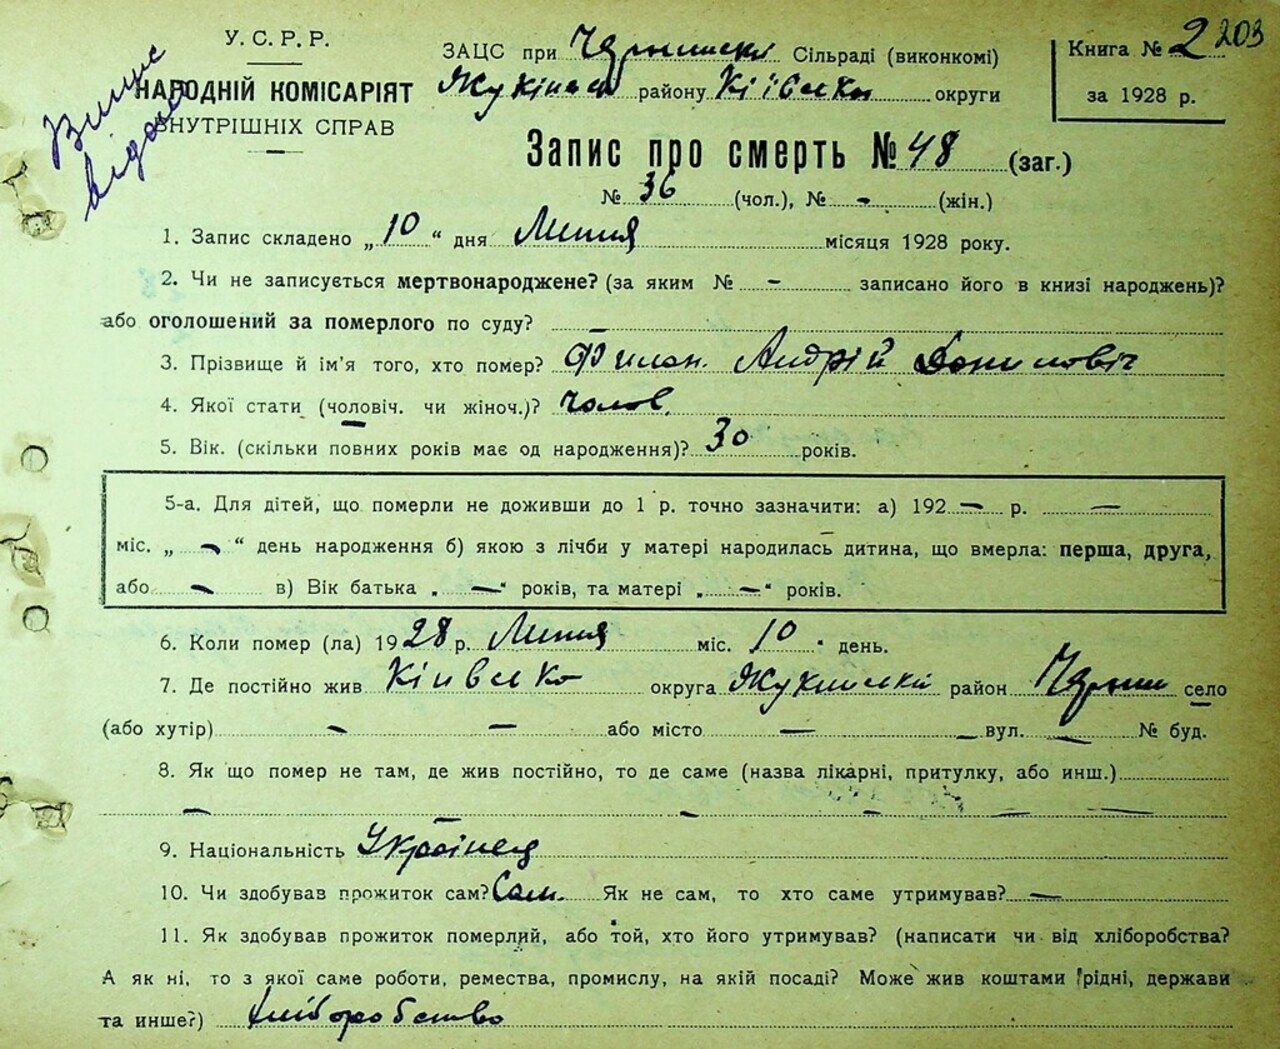 У.С.Р.Р.
НАРОДНІЙ КОМІСАРІЯТ
ВНУТРІШНІХ СПРАВ
Випис
видано
ЗАЦС при Сільраді (виконкомі)
району Київсько округи
Книга № 2 203
за 1928 р.
Запис про смерть № 48 (заг.)
№ 36 (чол.), № - (жін.)
1. Запис складено „ 10 “ дня Липня місяця 1928 року.
2. Чи не записується мертвонароджене? (за яким № - записано його в книзі народжень)?
або оголошений за померлого по суду? —
3. Прізвище й ім'я того, хто помер? Филон. Андрій Данилович
4. Якої стати (чоловіч. чи жіноч.)? Чолов.
5. Вік. (скільки повних років має од народження)? 30 років.
5-а. Для дітей, що померли не доживши до 1 р. точно зазначити: а) 192 — р. —
міс. „ — “ день народження б) якою з лічби у матері народилась дитина, що вмерла: перша, друга,
або — в) Вік батька „ — “ років, та матері „ — “ років.
6. Коли помер (ла) 1928 р. Липня міс. 10 " день.
7. Де постійно жив Київсько округа район село
(або хутір) — — або місто — — вул. — № буд.
8. Як що помер не там, де жив постійно, то де саме (назва лікарні, притулку, або инш.)
— — — — —
9. Національність Українец
10. Чи здобував прожиток сам? Сам. Як не сам, то хто саме утримував? —
11. Як здобував прожиток померлий, або той, хто його утримував? (написати чи від хліборобства?
А як ні, то з якої саме роботи, ремества, промислу, на якій посаді? Може жив коштами рідні, держави
та инше?) хліборобство